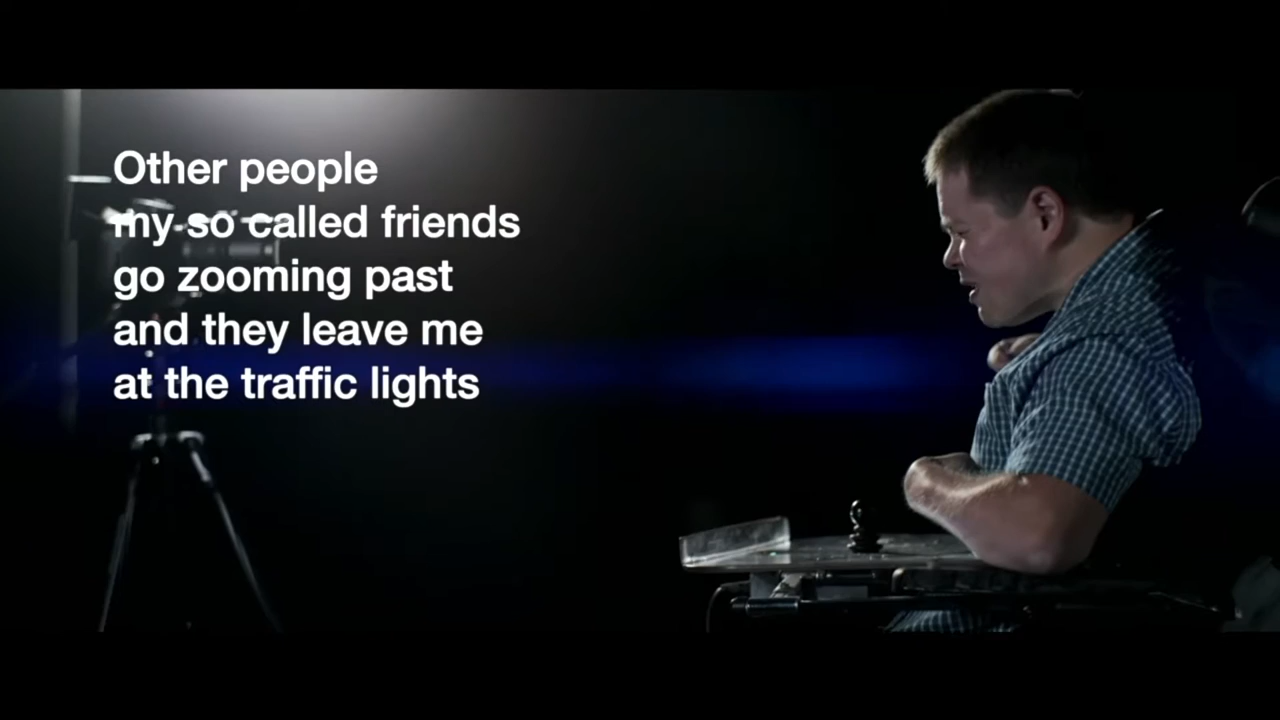 Other people
my so called friends
go zooming past
and they leave me
at the traffic lights